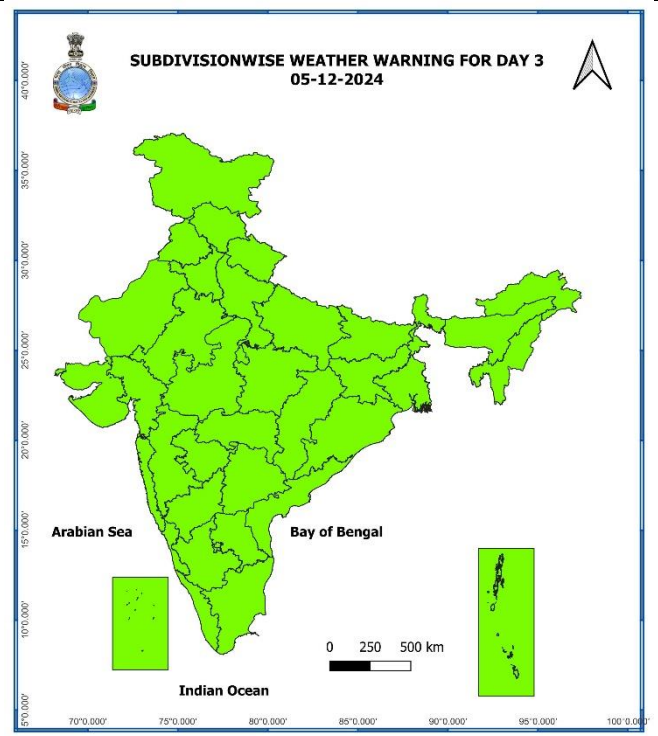 SUBDIVISIONWISE WEATHER WARNING FOR DAY 3
05-12-2024
40°0.000'
35°0.000'
30°0.000'
25°0.000'
20°0.000'
15°0.000'
10°0.000'
5°0.000'
Arabian Sea
Bay of Bengal
0 250 500 km
Indian Ocean
70°0.000' 75°0.000' 80°0.000' 85°0.000' 90°0.000' 95°0.000' 100°0.000'